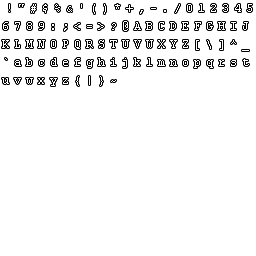 ! " # $ % & ' ( ) * + , - . / 0 1 2 3 4 5
6 7 8 9 : ; < = > ? @ A B C D E F G H I J
K L M N O P Q R S T U V W X Y Z [ \ ] ^ _
` a b c d e f g h i j k l m n o p q r s t
u v w x y z { | } ~